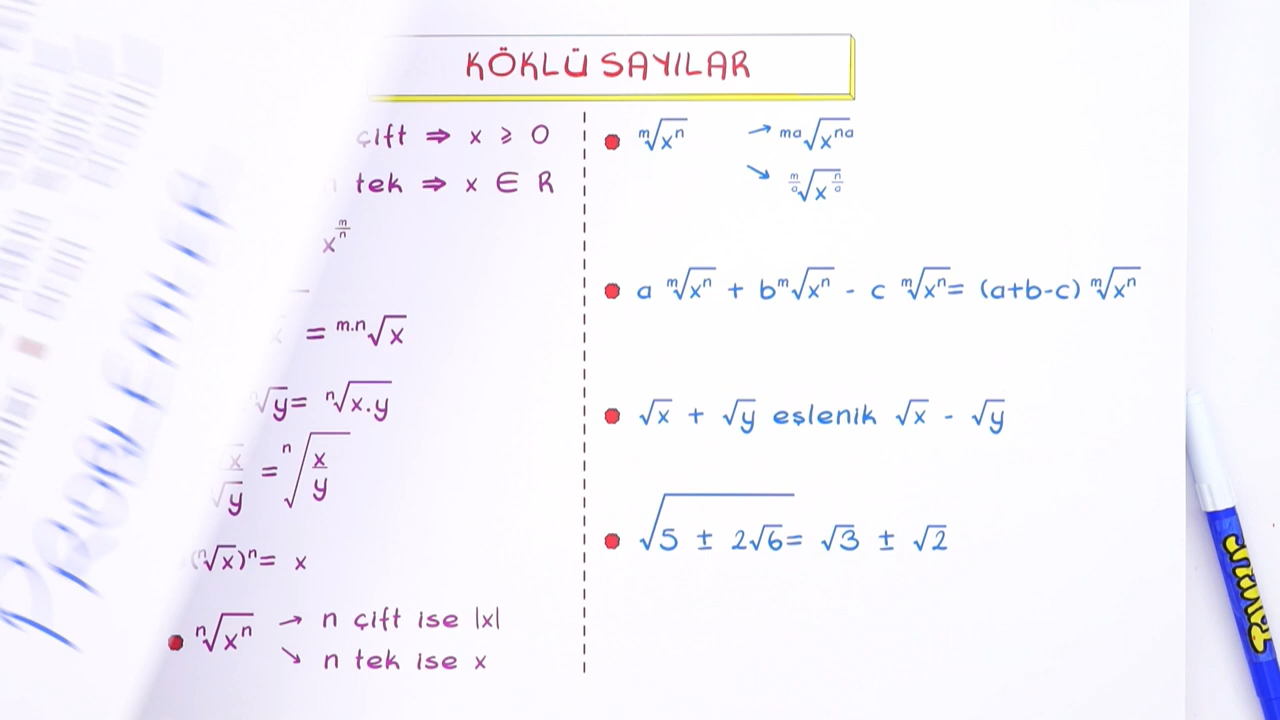 KÖKLÜ SAYILAR
çift ⇒ x ⩾ 0
n tek ⇒ x ∈ R
x^(m/n)
= ᵐ·ⁿ√x
ⁿ√y = ⁿ√(x.y)
x/√y = ⁿ√(x/y)
(ⁿ√x)ⁿ = x
ⁿ√(xⁿ) → n çift ise |x|
↘ n tek ise x
ᵐ√(xⁿ) → ᵐᵃ√(xⁿᵃ)
↘ ᵐ⁄ᵃ√(x^(n/a))
a ᵐ√(xⁿ) + b ᵐ√(xⁿ) - c ᵐ√(xⁿ) = (a+b-c) ᵐ√(xⁿ)
√x + √y eşlenik √x - √y
√(5 ± 2√6) = √3 ± √2
PROBLEMLER